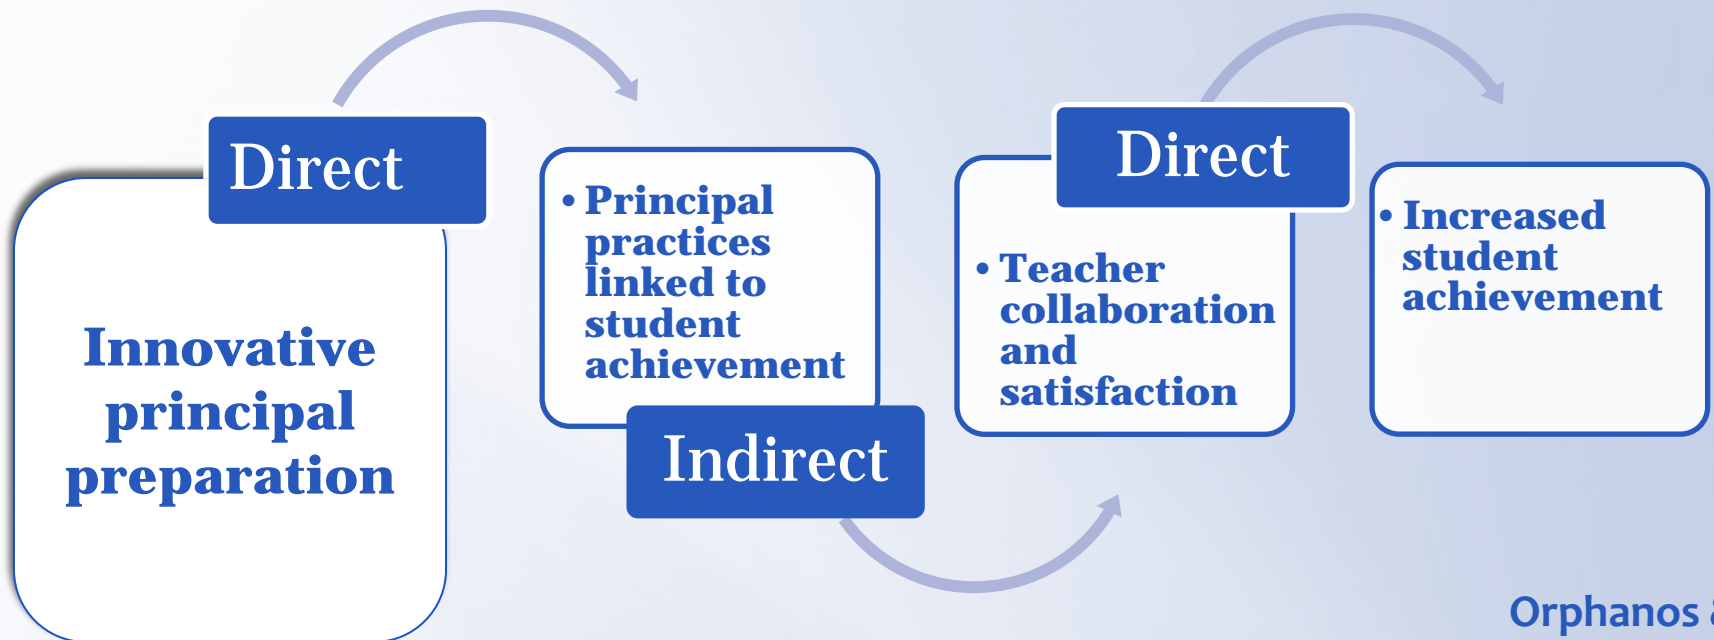 Direct
Innovative
principal
preparation
• Principal
practices
linked to
student
achievement
Indirect
Direct
• Teacher
collaboration
and
satisfaction
• Increased
student
achievement
Orphanos &